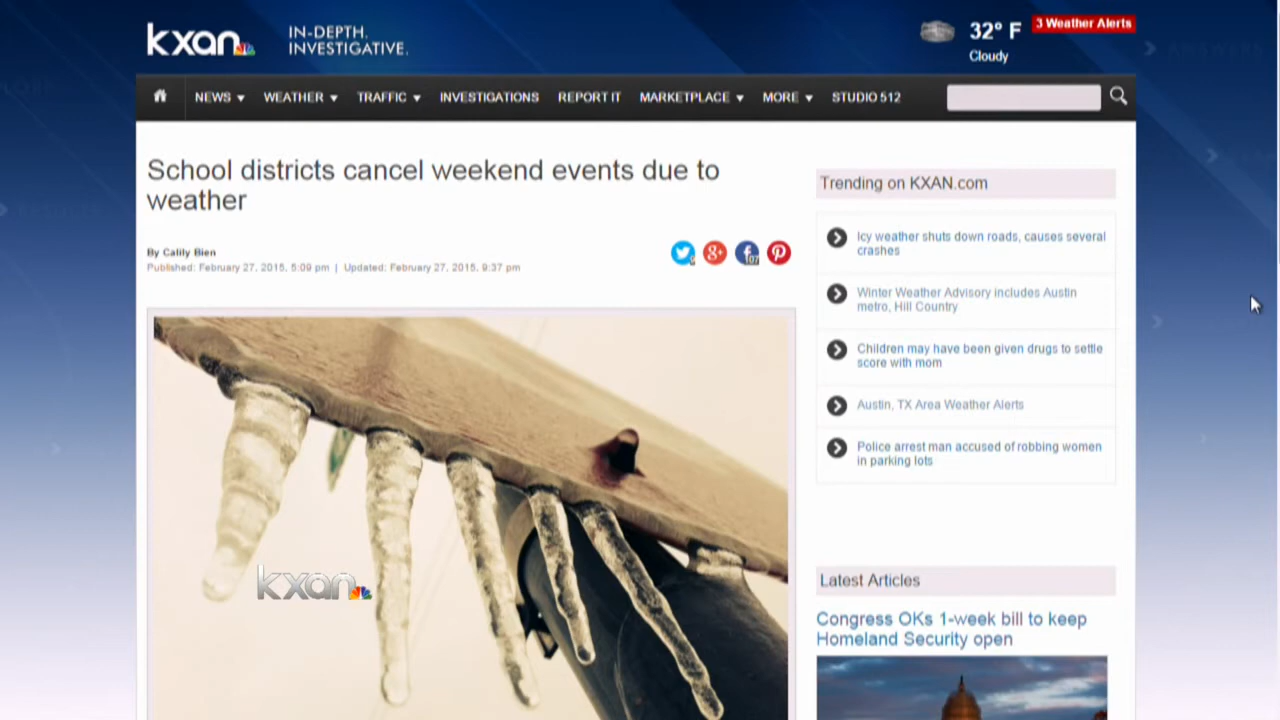 kxan
IN-DEPTH.
INVESTIGATIVE.
32° F
Cloudy
3 Weather Alerts
NEWS
WEATHER
TRAFFIC
INVESTIGATIONS
REPORT IT
MARKETPLACE
MORE
STUDIO 512
School districts cancel weekend events due to
weather
By Calily Bien
Published: February 27, 2015, 5:09 pm | Updated: February 27, 2015, 9:37 pm
kxan
Trending on KXAN.com
Icy weather shuts down roads, causes several
crashes
Winter Weather Advisory includes Austin
metro, Hill Country
Children may have been given drugs to settle
score with mom
Austin, TX Area Weather Alerts
Police arrest man accused of robbing women
in parking lots
Latest Articles
Congress OKs 1-week bill to keep
Homeland Security open